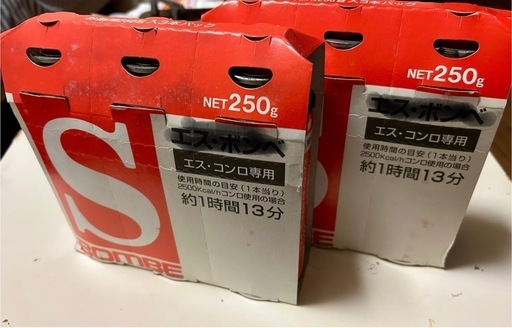 NET250g
エス・ボンベ
エス・コンロ専用
使用時間の目安(1本当り)
2500Kcal/hコンロ使用の場合
約1時間13分
S
BOMBE
NET250g
エス・ボンベ
エス・コンロ専用
使用時間の目安(1本当り)
2500Kcal/hコンロ使用の場合
約1時間13分